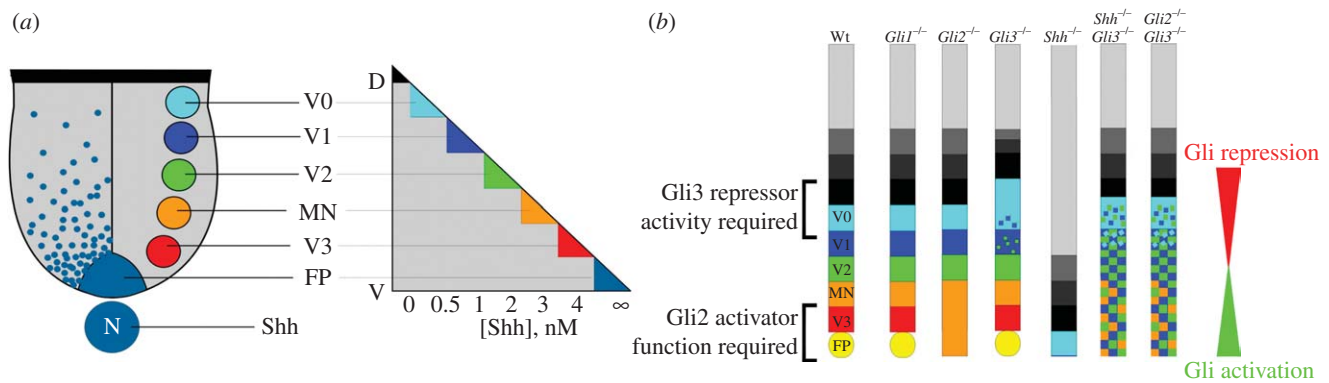 (a)
D
V0
V1
V2
MN
V3
FP
V
N
Shh
0 0.5 1 2 3 4 ∞
[Shh], nM
(b)
Wt
Gli1−/−
Gli2−/−
Gli3−/−
Shh−/−
Shh−/−
Gli3−/−
Gli2−/−
Gli3−/−
Gli3 repressor
activity required
Gli2 activator
function required
V0
V1
V2
MN
V3
FP
Gli repression
Gli activation